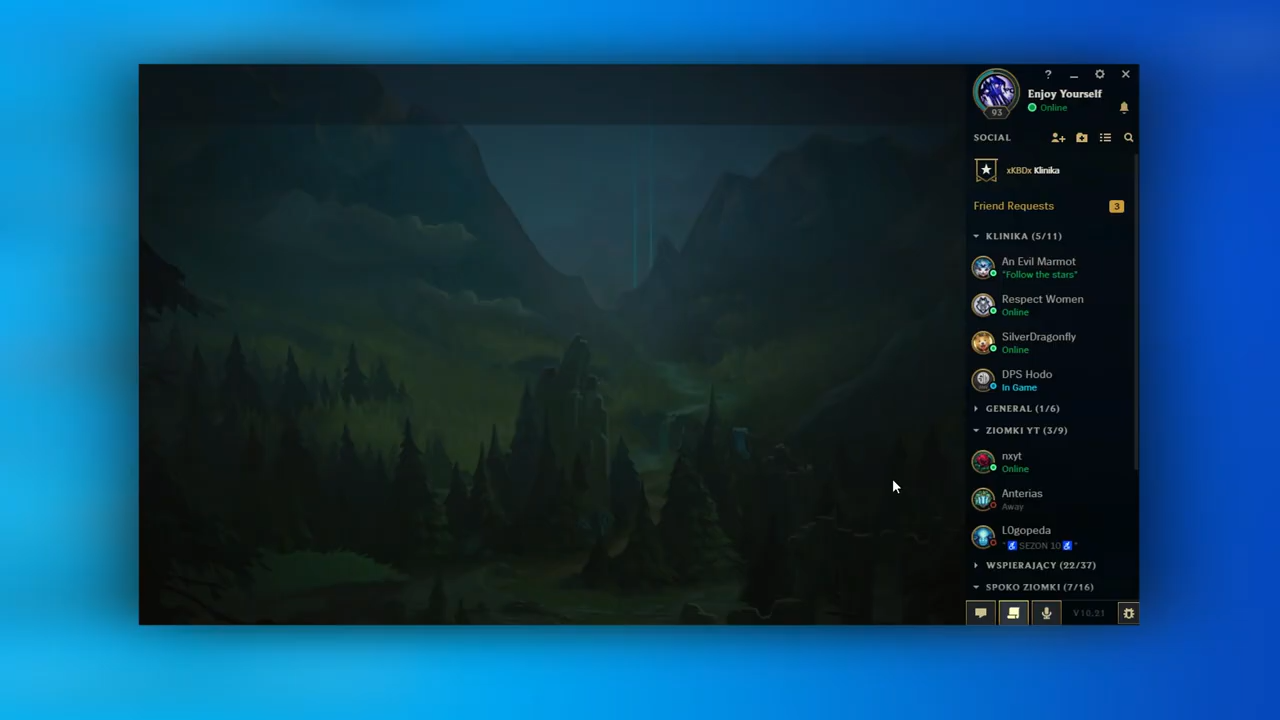 ?
Enjoy Yourself
93
Online
SOCIAL
xKBDx Klinika
Friend Requests
3
KLINIKA (5/11)
An Evil Marmot
"Follow the stars"
Respect Women
Online
SilverDragonfly
Online
DPS Hodo
In Game
GENERAL (1/6)
ZIOMKI YT (3/9)
nxyt
Online
Anterias
Away
L0gopeda
"♿ SEZON 10♿ "
WSPIERAJĄCY (22/37)
SPOKO ZIOMKI (7/16)
V10.21